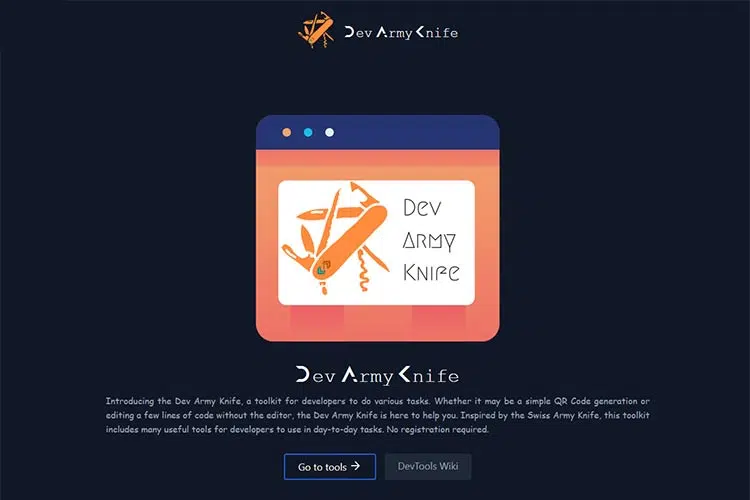 Dev Army Knife
Dev
Army
Knife
Dev Army Knife
Introducing the Dev Army Knife, a toolkit for developers to do various tasks. Whether it may be a simple QR Code generation or
editing a few lines of code without the editor, the Dev Army Knife is here to help you. Inspired by the Swiss Army Knife, this toolkit
includes many useful tools for developers to use in day-to-day tasks. No registration required.
Go to tools →
DevTools Wiki